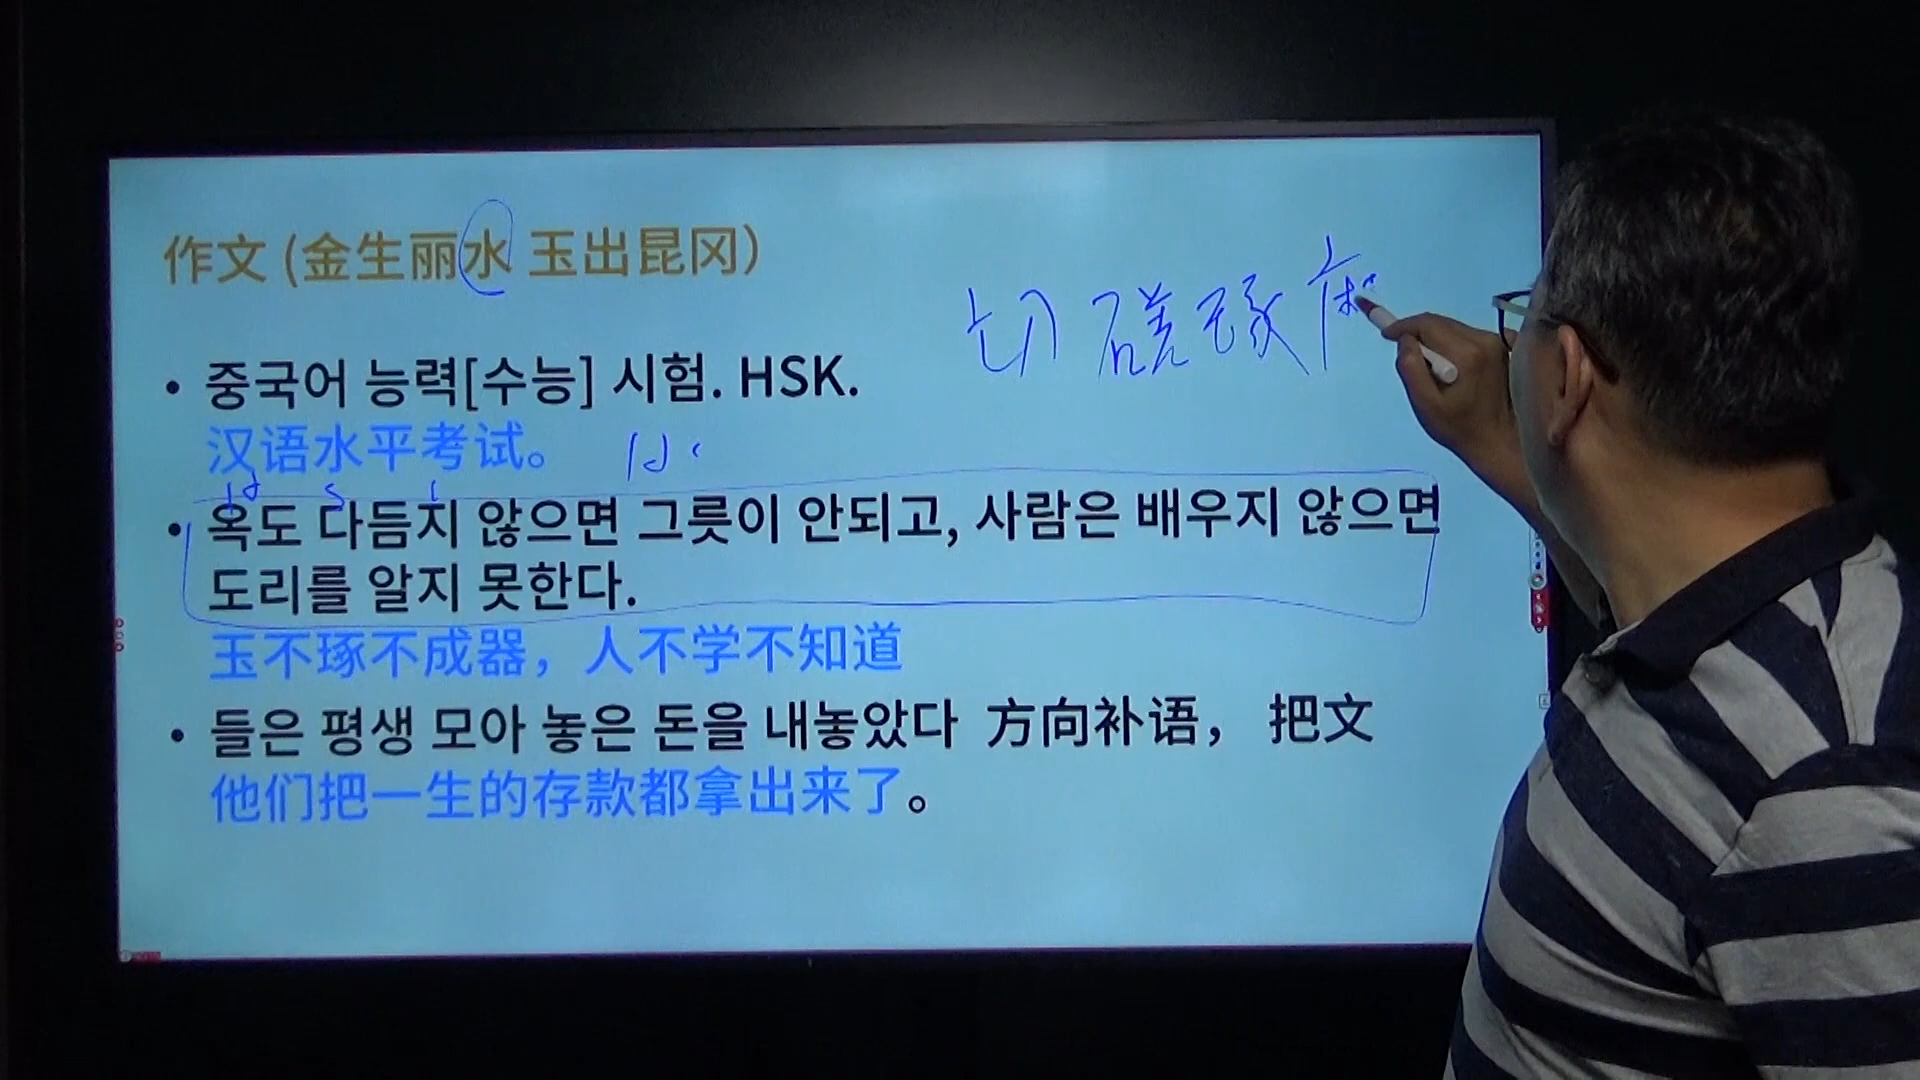 作文 (金生丽水 玉出昆冈)
切磋琢
• 중국어 능력[수능] 시험. HSK.
汉语水平考试。
• 옥도 다듬지 않으면 그릇이 안되고, 사람은 배우지 않으면
도리를 알지 못한다.
玉不琢不成器，人不学不知道
• 들은 평생 모아 놓은 돈을 내놓았다 方向补语， 把文
他们把一生的存款都拿出来了。